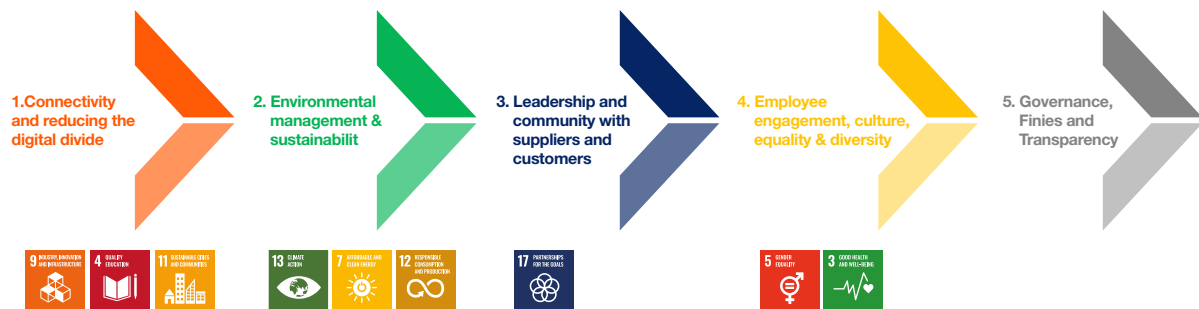 1.Connectivity
and reducing the
digital divide
2. Environmental
management &
sustainabilit
3. Leadership and
community with
suppliers and
customers
4. Employee
engagement, culture,
equality & diversity
5. Governance,
Finies and
Transparency
9 INDUSTRY, INNOVATION
AND INFRASTRUCTURE
4 QUALITY
EDUCATION
11 SUSTAINABLE CITIES
AND COMMUNITIES
13 CLIMATE
ACTION
7 AFFORDABLE AND
CLEAN ENERGY
12 RESPONSIBLE
CONSUMPTION
AND PRODUCTION
17 PARTNERSHIPS
FOR THE GOALS
5 GENDER
EQUALITY
3 GOOD HEALTH
AND WELL-BEING